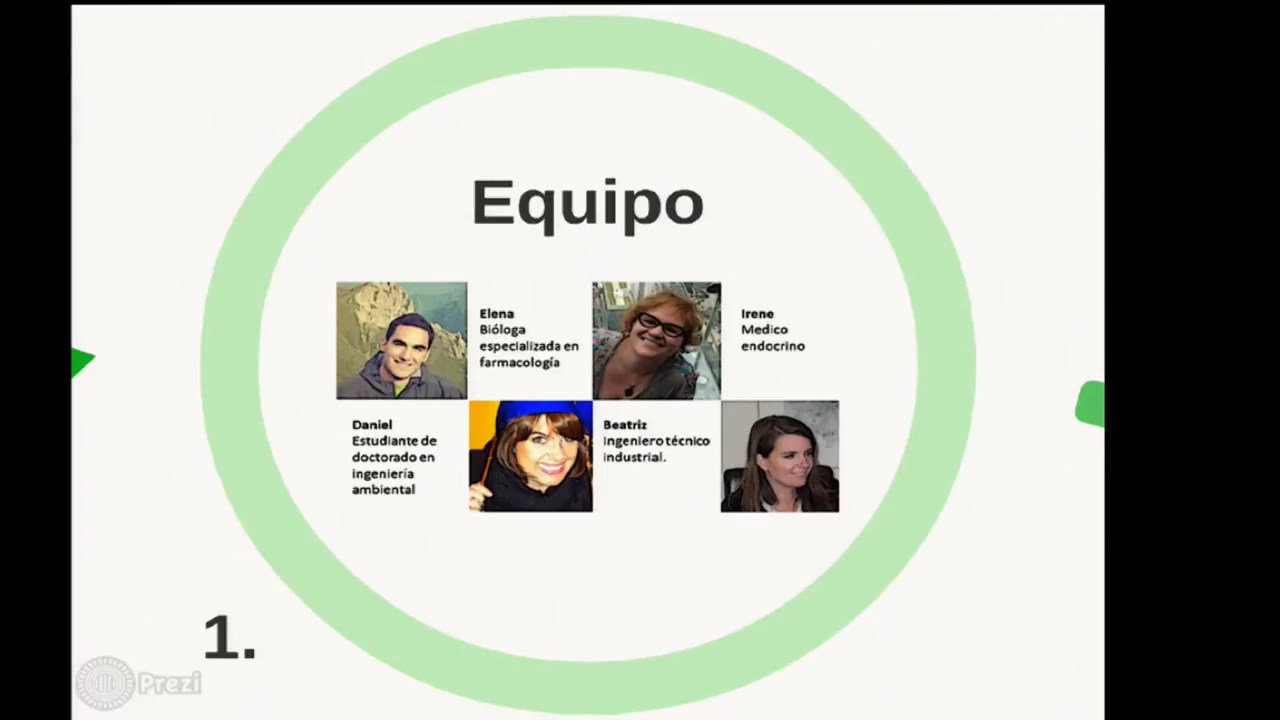 Equipo
Elena
Bióloga
especializada en
farmacología
Irene
Medico
endocrino
Daniel
Estudiante de
doctorado en
ingeniería
ambiental
Beatriz
Ingeniero técnico
industrial.
1.
Prezi